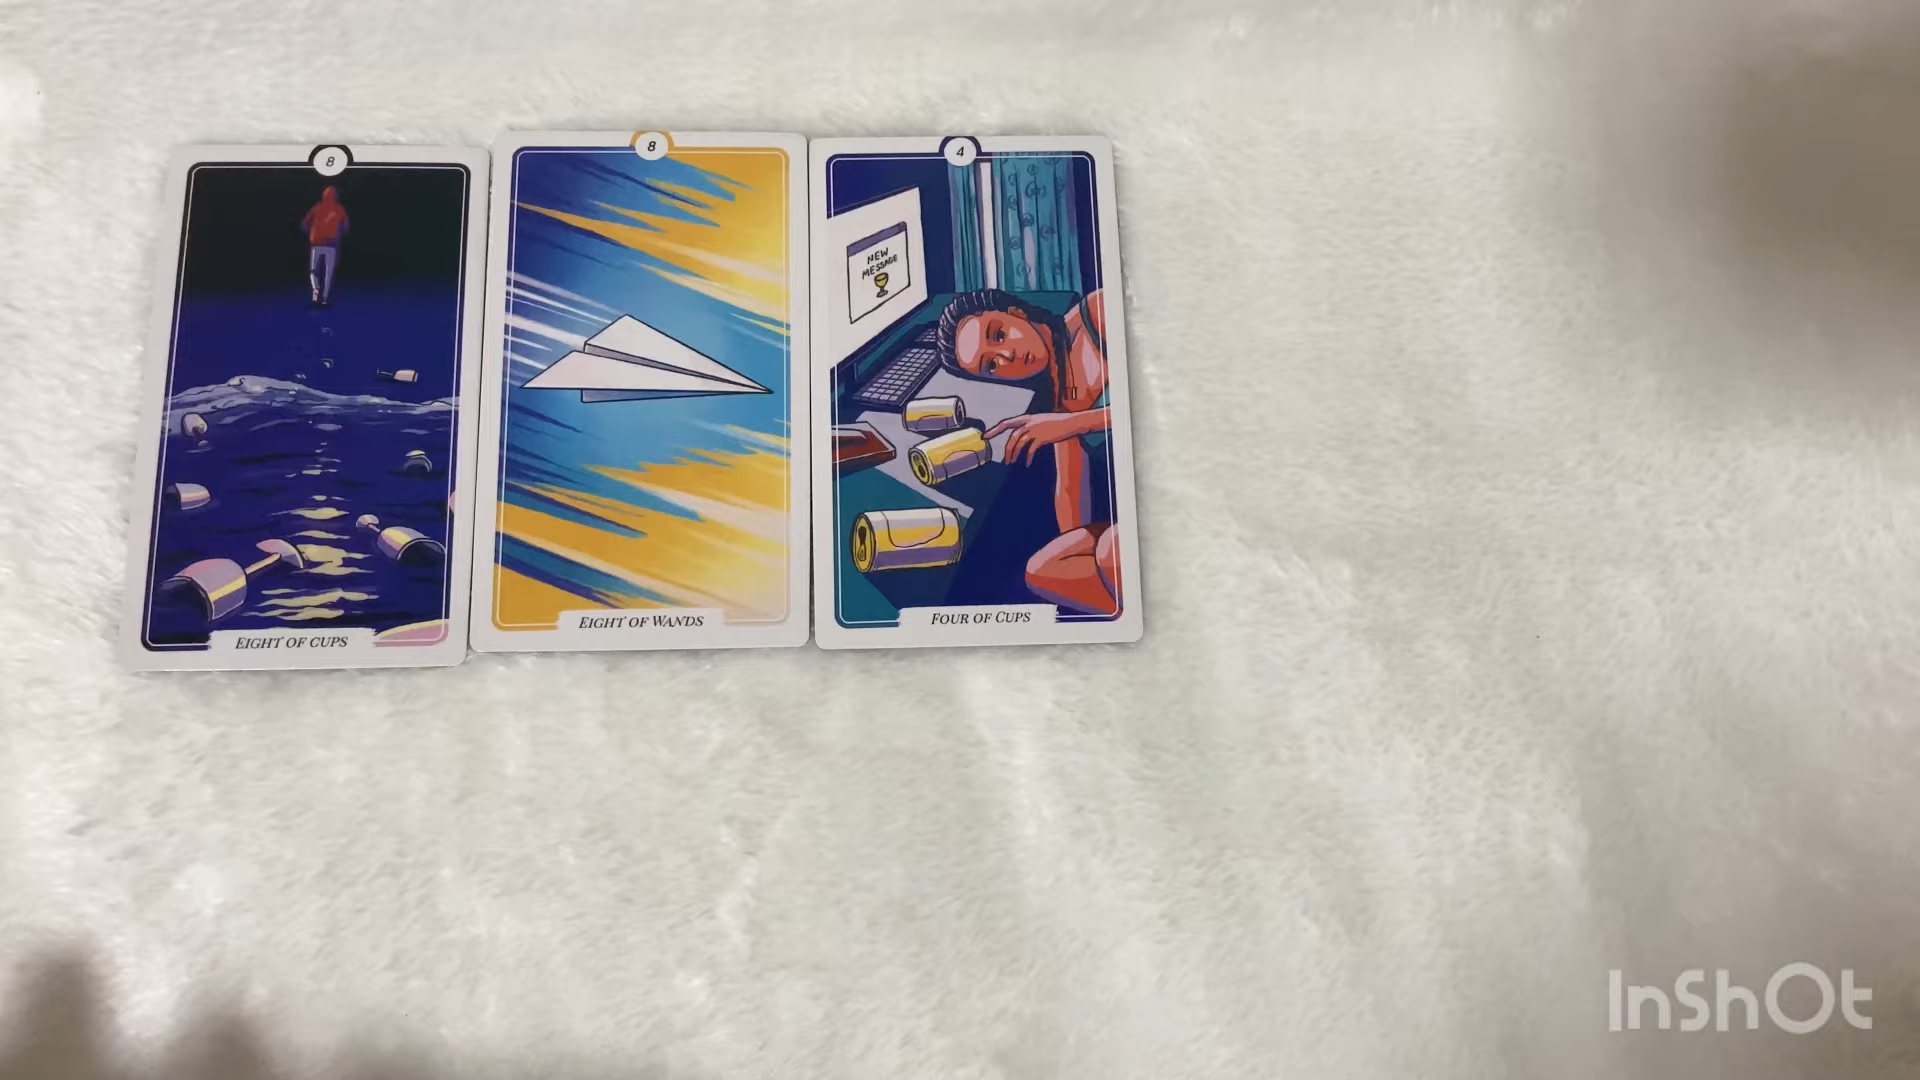 8
EIGHT OF CUPS
8
EIGHT OF WANDS
4
NEW
MESSAGE
FOUR OF CUPS
InShOt